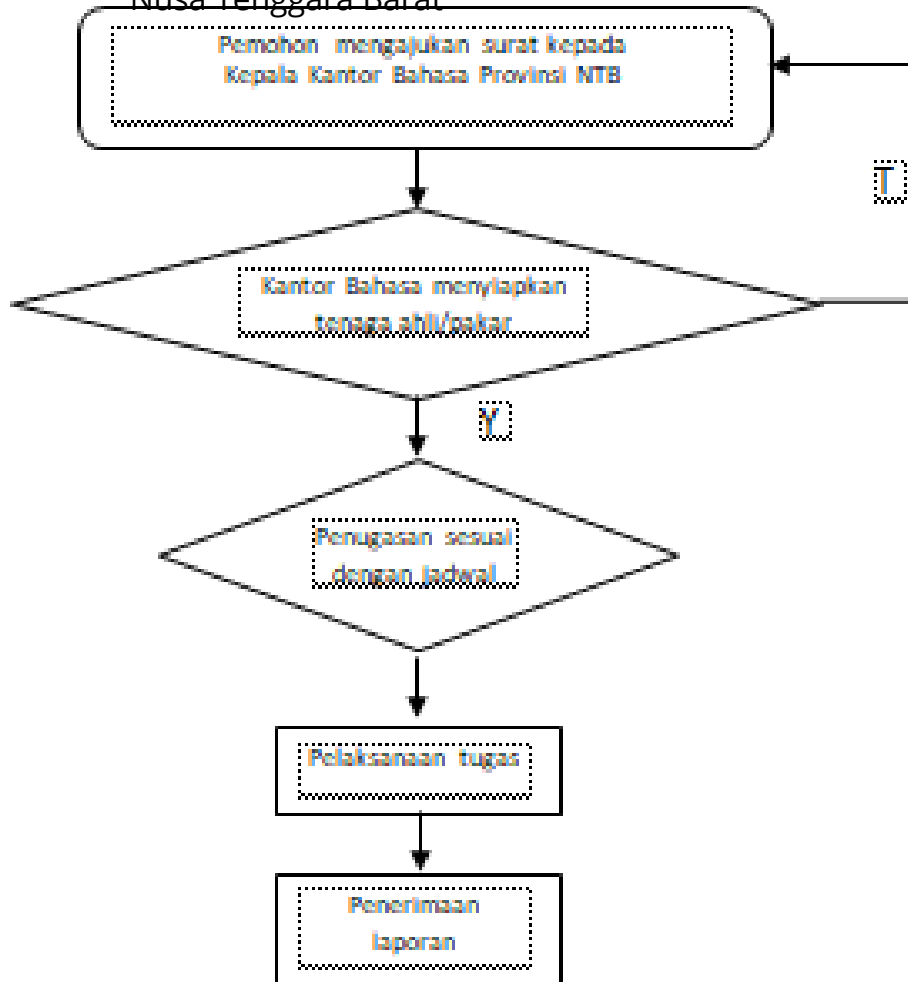 Nusa Tenggara Barat
Pemohon mengajukan surat kepada
Kepala Kantor Bahasa Provinsi NTB
T
Kantor Bahasa menyiapkan
tenaga ahli/pakar
Y
Penugasan sesuai
dengan jadwal
Pelaksanaan tugas
Penerimaan
laporan